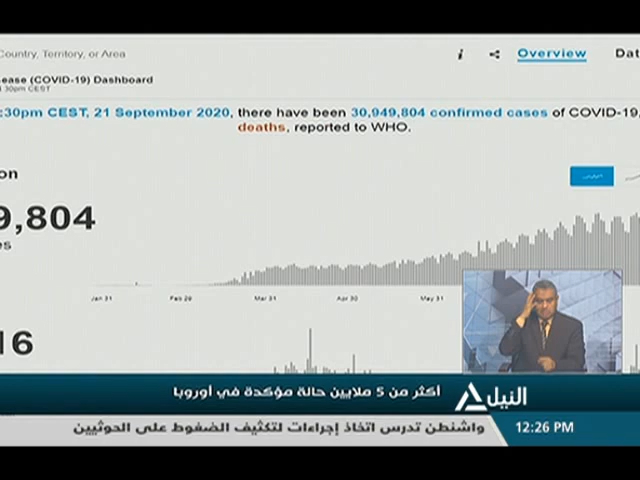 Country, Territory, or Area
Overview
Dat
ease (COVID-19) Dashboard
30pm CEST
:30pm CEST, 21 September 2020, there have been 30,949,804 confirmed cases of COVID-19,
deaths, reported to WHO.
on
9,804
es
Jan 31
Feb 29
Mar 31
Apr 30
May 31
16
أكثر من 5 ملايين حالة مؤكدة في أوروبا
النيل
واشنطن تدرس اتخاذ إجراءات لتكثيف الضغوط على الحوثيين
12:26 PM